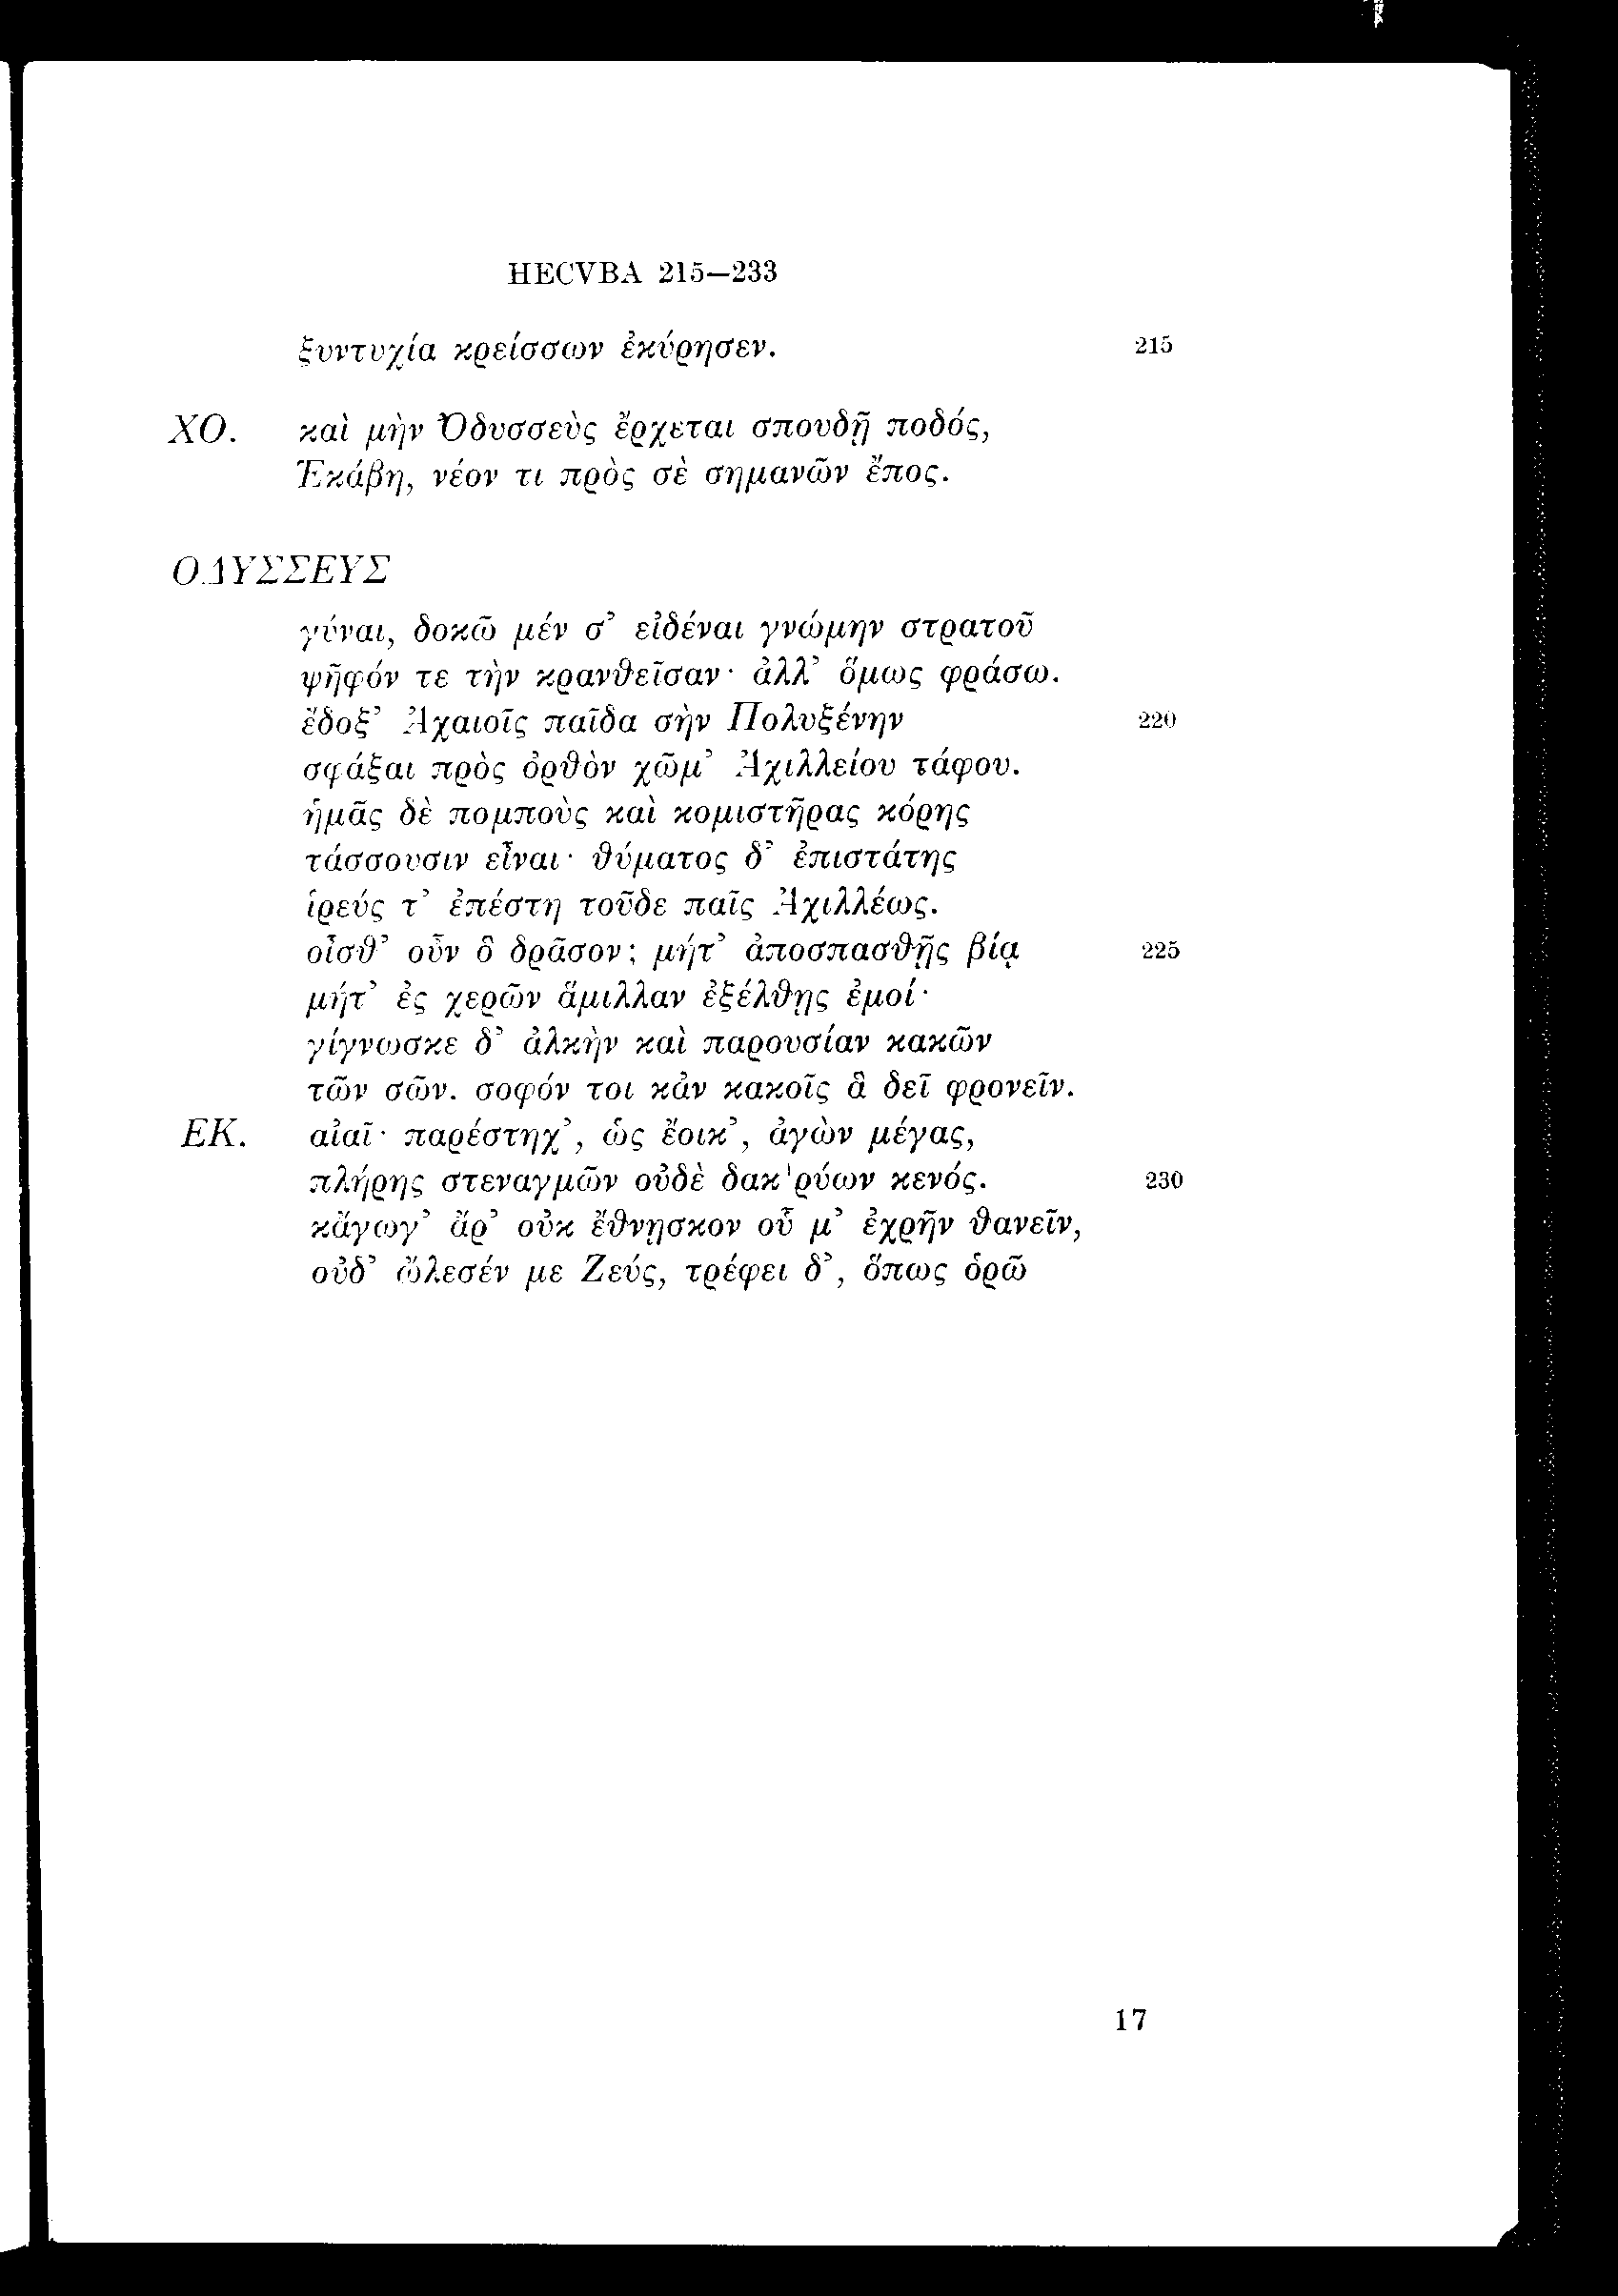 HECVBA 215–233
ξυντυχία κρείσσων ἐκύρησεν. 215
ΧΟ. καὶ μὴν Ὀδυσσεὺς ἔρχεται σπουδῇ ποδός,
Ἑκάβη, νέον τι πρὸς σὲ σημανῶν ἔπος.
ΟΔΥΣΣΕΥΣ
γύναι, δοκῶ μέν σ’ εἰδέναι γνώμην στρατοῦ
ψῆφόν τε τὴν κρανθεῖσαν· ἀλλ’ ὅμως φράσω.
ἔδοξ’ Ἀχαιοῖς παῖδα σὴν Πολυξένην 220
σφάξαι πρὸς ὀρθὸν χῶμ’ Ἀχιλλείου τάφου.
ἡμᾶς δὲ πομποὺς καὶ κομιστῆρας κόρης
τάσσουσιν εἶναι· θύματος δ’ ἐπιστάτης
ἱρεύς τ’ ἐπέστη τοῦδε παῖς Ἀχιλλέως.
οἶσθ’ οὖν ὃ δρᾶσον; μήτ’ ἀποσπασθῇς βίᾳ 225
μήτ’ ἐς χερῶν ἅμιλλαν ἐξέλθῃς ἐμοί·
γίγνωσκε δ’ ἀλκὴν καὶ παρουσίαν κακῶν
τῶν σῶν. σοφόν τοι κἀν κακοῖς ἃ δεῖ φρονεῖν.
ΕΚ. αἰαῖ· παρέστηχ’, ὡς ἔοικ’, ἀγὼν μέγας,
πλήρης στεναγμῶν οὐδὲ δακ'ρύων κενός. 230
κἄγωγ’ ἄρ’ οὐκ ἔθνῃσκον οὗ μ’ ἐχρῆν θανεῖν,
οὐδ’ ὤλεσέν με Ζεύς, τρέφει δ’, ὅπως ὁρῶ
17